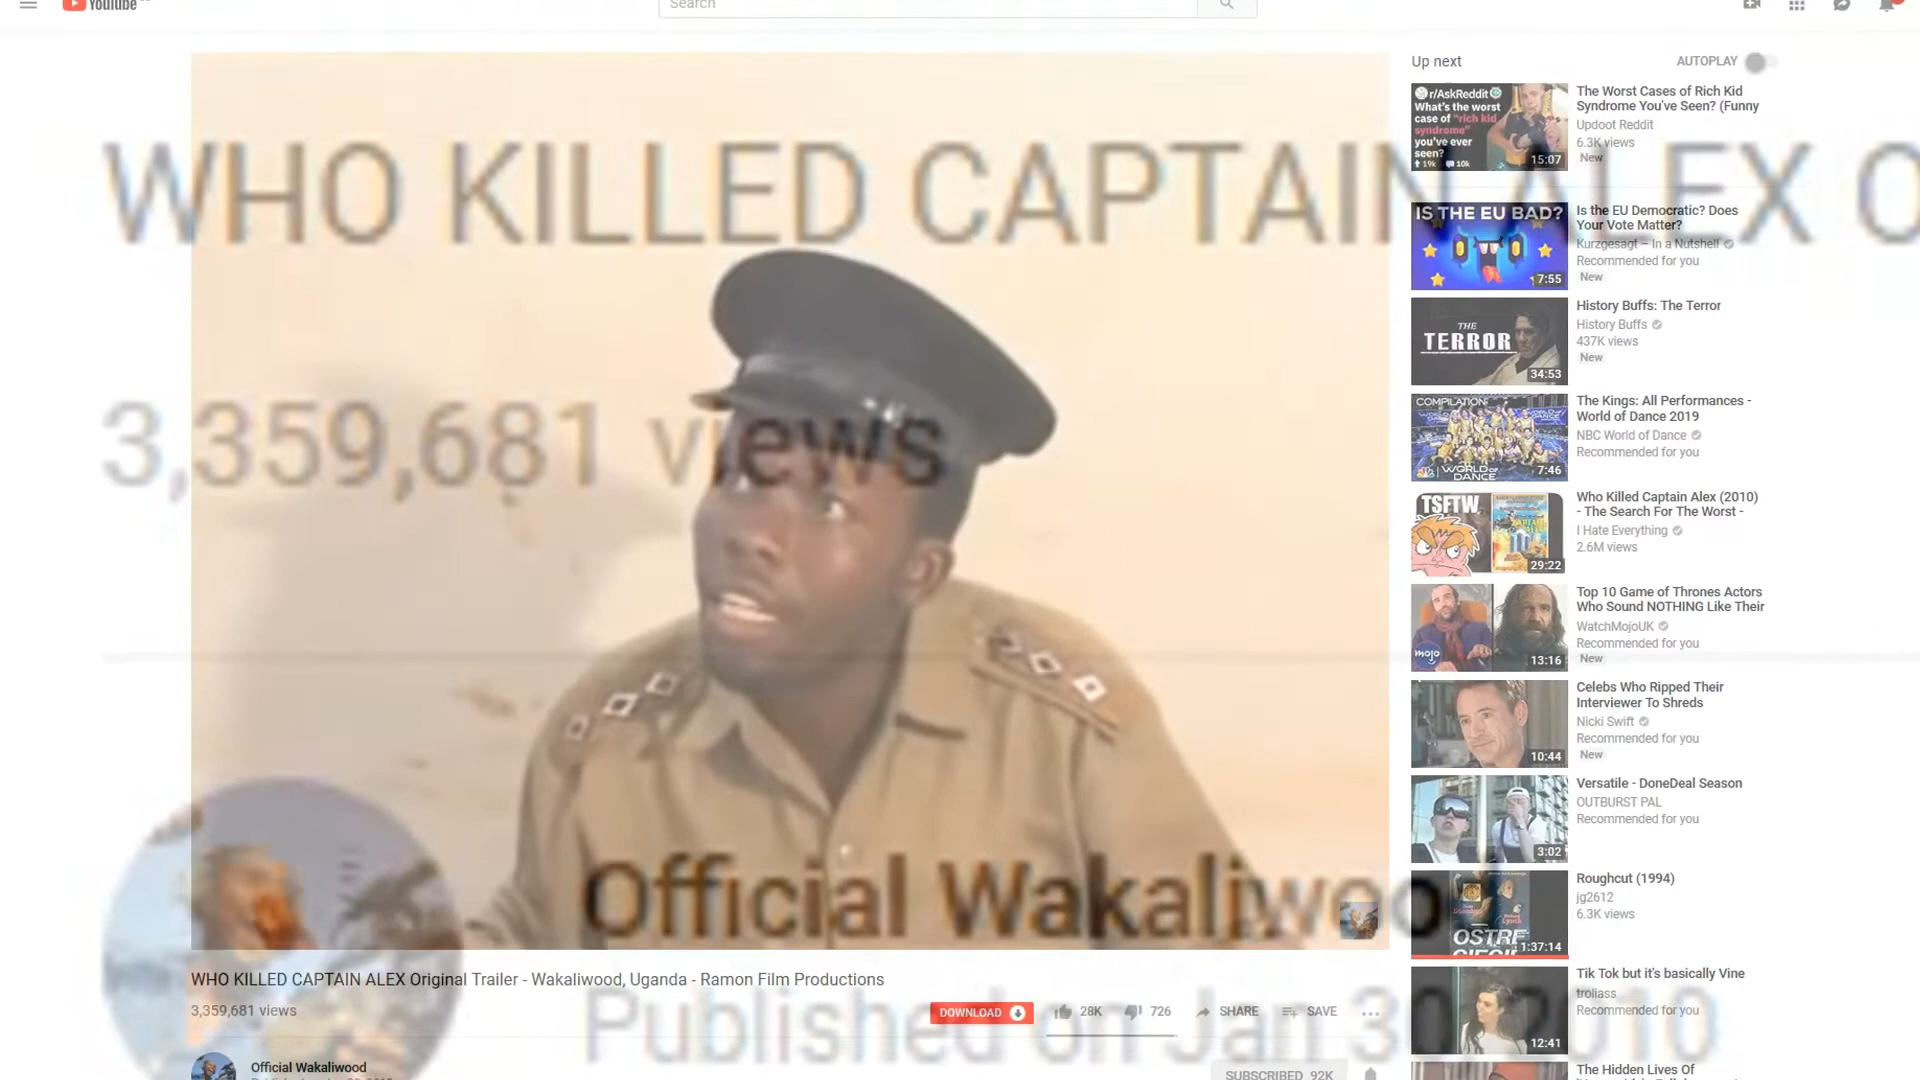 YouTube
Search
WHO KILLED CAPTAIN ALEX O
3,359,681 views
Official Wakaliwoo
Published on Jan 30, 2010
WHO KILLED CAPTAIN ALEX Original Trailer - Wakaliwood, Uganda - Ramon Film Productions
3,359,681 views
DOWNLOAD
28K
726
SHARE
SAVE
Official Wakaliwood
SUBSCRIBED 92K
Up next
AUTOPLAY
r/AskReddit
What's the worst
case of "rich kid
syndrome"
you've ever
seen?
19k 10k
15:07
The Worst Cases of Rich Kid
Syndrome You've Seen? (Funny
Updoot Reddit
6.3K views
New
IS THE EU BAD?
7:55
Is the EU Democratic? Does
Your Vote Matter?
Kurzgesagt – In a Nutshell
Recommended for you
New
THE
TERROR
34:53
History Buffs: The Terror
History Buffs
437K views
New
COMPILATION
WORLD OF
DANCE
7:46
The Kings: All Performances -
World of Dance 2019
NBC World of Dance
Recommended for you
TSFTW
29:22
Who Killed Captain Alex (2010)
- The Search For The Worst -
I Hate Everything
2.6M views
mojo
13:16
Top 10 Game of Thrones Actors
Who Sound NOTHING Like Their
WatchMojoUK
Recommended for you
New
10:44
Celebs Who Ripped Their
Interviewer To Shreds
Nicki Swift
Recommended for you
New
3:02
Versatile - DoneDeal Season
OUTBURST PAL
Recommended for you
OSTRE
1:37:14
Roughcut (1994)
jg2612
6.3K views
12:41
Tik Tok but it's basically Vine
troliass
Recommended for you
The Hidden Lives Of